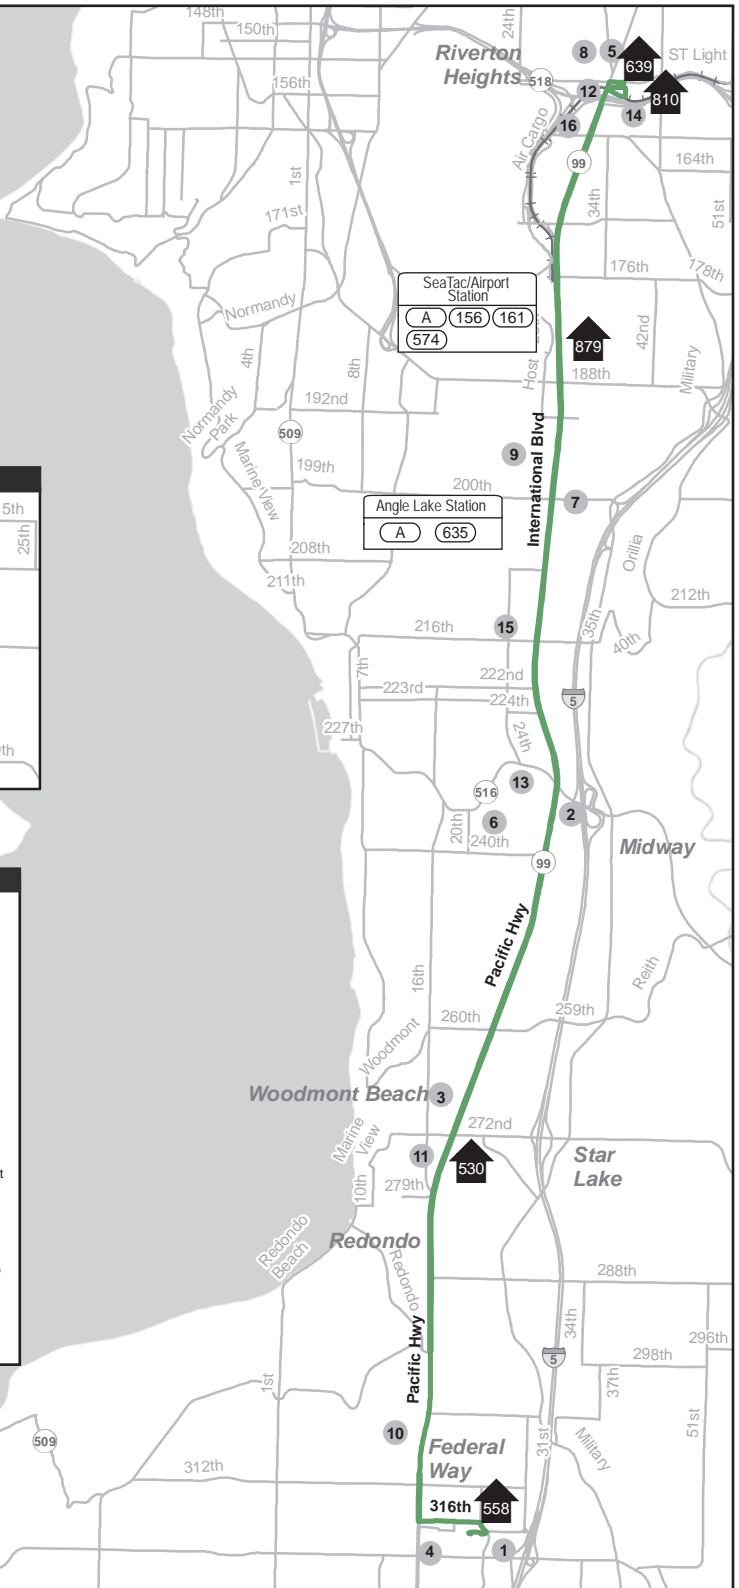 148th
150th
24th
Riverton
Heights
518
8
5
639
ST Light
156th
12
810
14
16
Air Cargo
99
164th
1st
34th
51st
171st
176th
178th
SeaTac/Airport
Station
A
156
161
574
Normandy
879
42nd
4th
8th
Host
188th
Military
192nd
Normandy
Park
509
Marine View
199th
9
International Blvd
200th
7
5th
25th
Angle Lake Station
A
635
208th
Orillia
211th
212th
216th
15
35th
40th
7th
222nd
223rd
224th
5
227th
24th
th
516
13
20th
6
2
240th
Midway
99
Pacific Hwy
16th
Reith
260th
259th
Woodmont
Woodmont Beach
3
Marine
View
272nd
11
530
Star
Lake
t
10th
279th
Redondo
Beach
Redondo
Redondo
288th
34th
Pacific Hwy
296th
5
298th
1st
37th
51st
10
509
Federal
Way
31st
Military
312th
316th
558
4
1